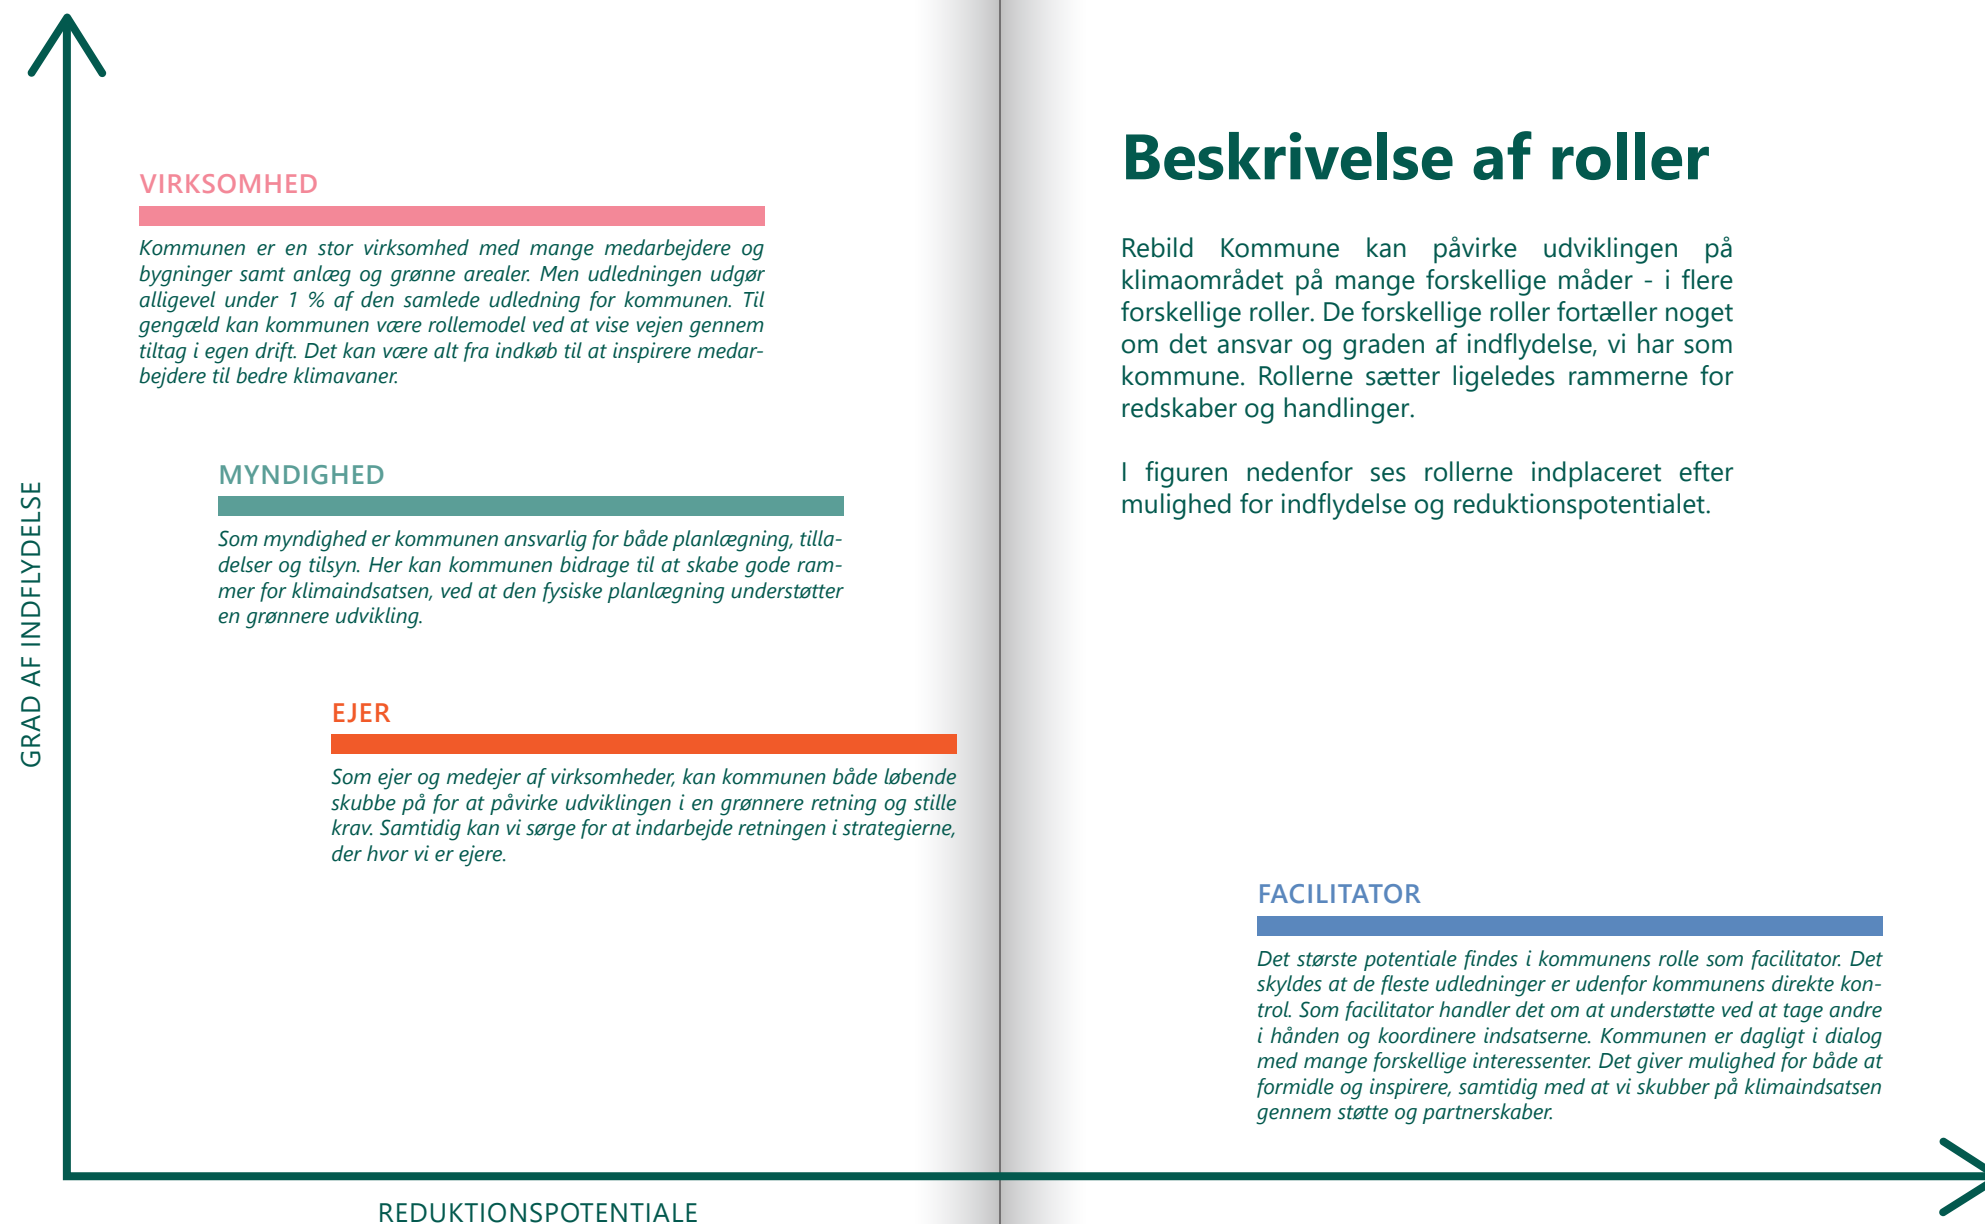 GRAD AF INDFLYDELSE
VIRKSOMHED
Kommunen er en stor virksomhed med mange medarbejdere og
bygninger samt anlæg og grønne arealer. Men udledningen udgør
alligevel under 1 % af den samlede udledning for kommunen. Til
gengæld kan kommunen være rollemodel ved at vise vejen gennem
tiltag i egen drift. Det kan være alt fra indkøb til at inspirere medar-
bejdere til bedre klimavaner.
MYNDIGHED
Som myndighed er kommunen ansvarlig for både planlægning, tilla-
delser og tilsyn. Her kan kommunen bidrage til at skabe gode ram-
mer for klimaindsatsen, ved at den fysiske planlægning understøtter
en grønnere udvikling.
EJER
Som ejer og medejer af virksomheder, kan kommunen både løbende
skubbe på for at påvirke udviklingen i en grønnere retning og stille
krav. Samtidig kan vi sørge for at indarbejde retningen i strategierne,
der hvor vi er ejere.
REDUKTIONSPOTENTIALE
Beskrivelse af roller
Rebild Kommune kan påvirke udviklingen på
klimaområdet på mange forskellige måder - i flere
forskellige roller. De forskellige roller fortæller noget
om det ansvar og graden af indflydelse, vi har som
kommune. Rollerne sætter ligeledes rammerne for
redskaber og handlinger.
I figuren nedenfor ses rollerne indplaceret efter
mulighed for indflydelse og reduktionspotentialet.
FACILITATOR
Det største potentiale findes i kommunens rolle som facilitator. Det
skyldes at de fleste udledninger er udenfor kommunens direkte kon-
trol. Som facilitator handler det om at understøtte ved at tage andre
i hånden og koordinere indsatserne. Kommunen er dagligt i dialog
med mange forskellige interessenter. Det giver mulighed for både at
formidle og inspirere, samtidig med at vi skubber på klimaindsatsen
gennem støtte og partnerskaber.